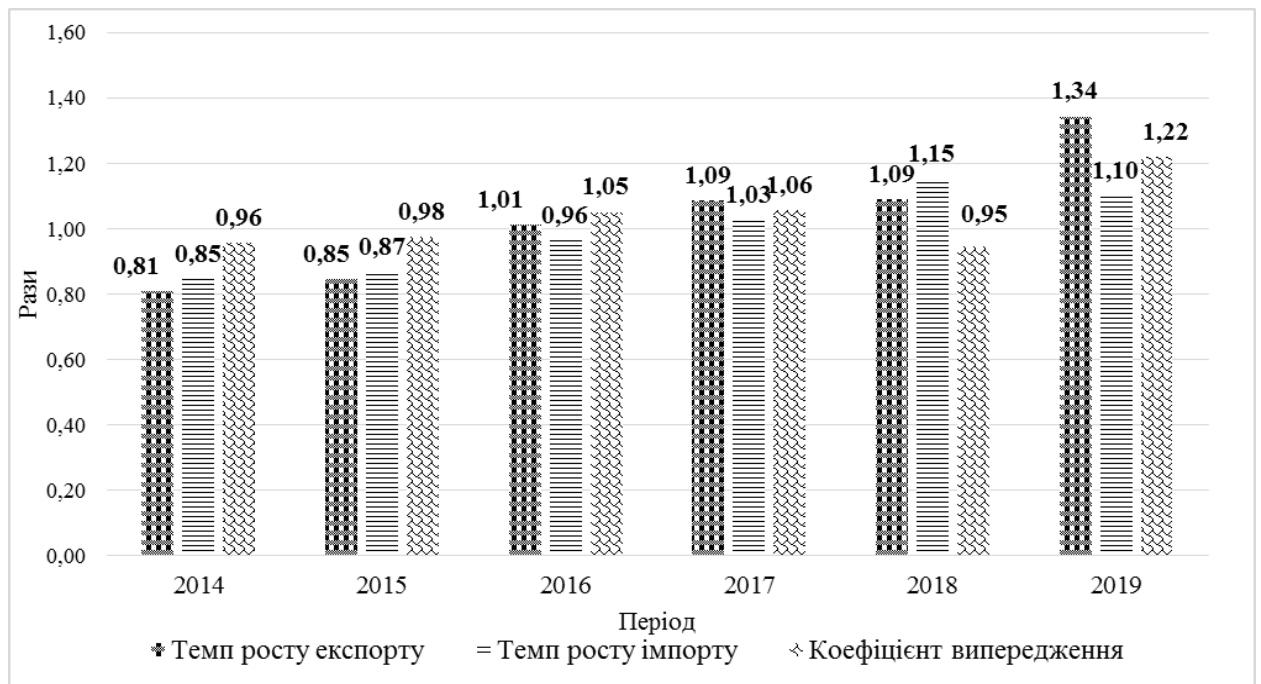 1,60
1,40
1,20
1,00
0,80
0,60
0,40
0,20
0,00
Рази
0,81 0,85 0,96
0,85 0,87 0,98
1,01 0,96 1,05
1,09 1,03 1,06
1,09 1,15 0,95
1,34 1,10 1,22
2014 2015 2016 2017 2018 2019
Період
Темп росту експорту Темп росту імпорту Коефіцієнт випередження